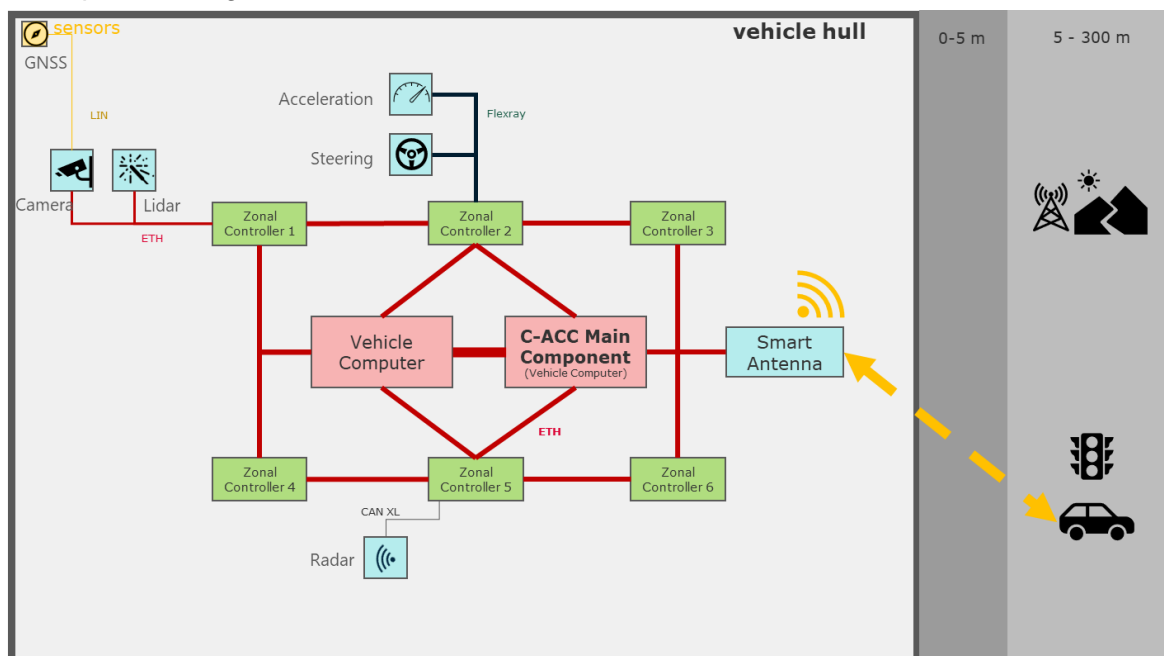 sensors
vehicle hull
0-5 m
5 - 300 m
GNSS
Acceleration
Flexray
LIN
Steering
Camera
Lidar
ETH
Zonal
Controller 1
Zonal
Controller 2
Zonal
Controller 3
Vehicle
Computer
C-ACC Main
Component
(Vehicle Computer)
Smart
Antenna
ETH
Zonal
Controller 4
Zonal
Controller 5
Zonal
Controller 6
CAN XL
Radar